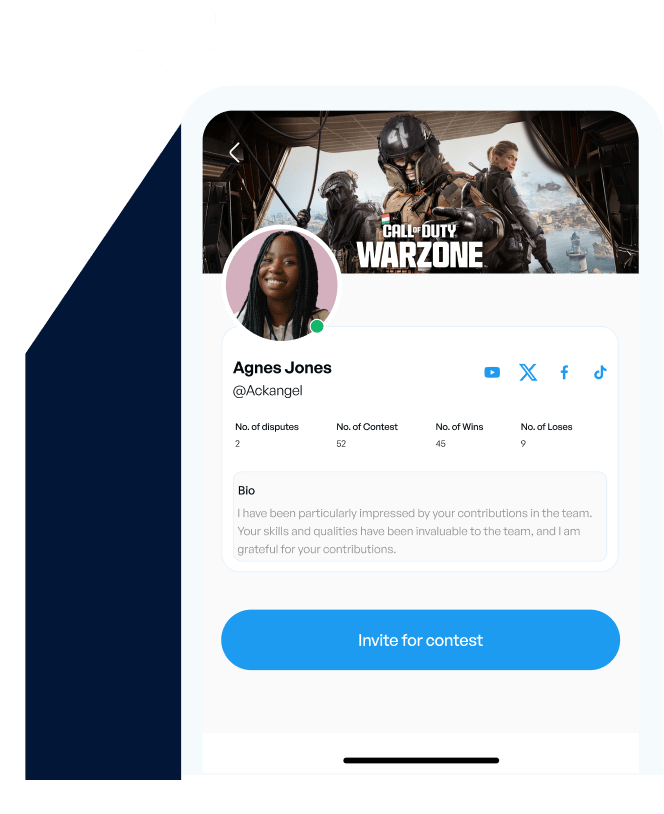 4
CALL OF DUTY
WARZONE
Agnes Jones
@Ackangel
No. of disputes No. of Contest No. of Wins No. of Loses
2 52 45 9
Bio
I have been particularly impressed by your contributions in the team.
Your skills and qualities have been invaluable to the team, and I am
grateful for your contributions.
Invite for contest